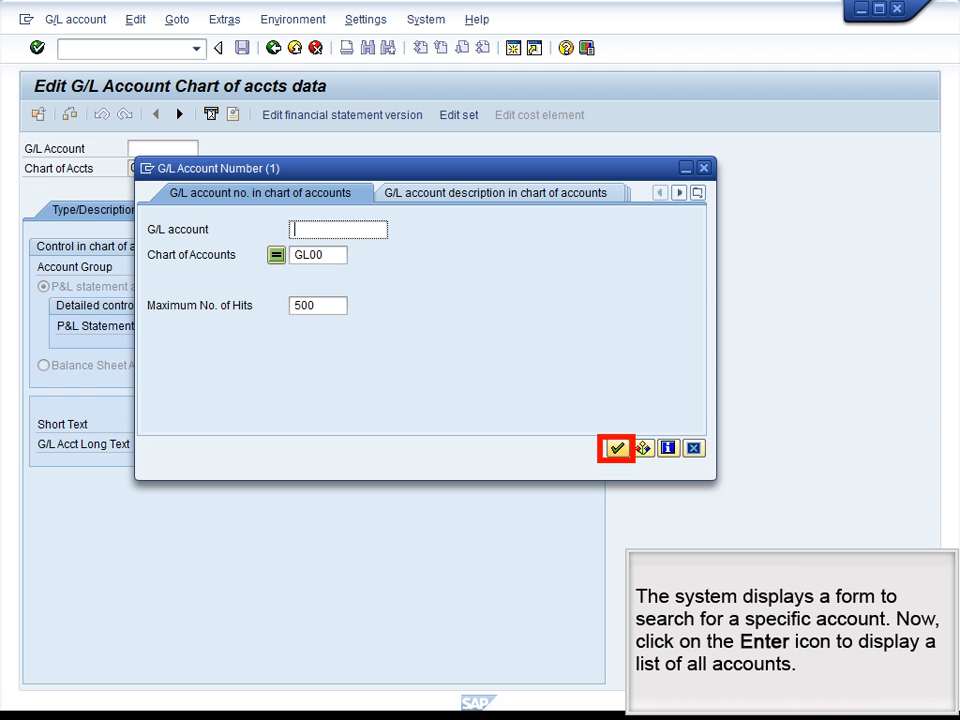 G/L account Edit Goto Extras Environment Settings System Help
Edit G/L Account Chart of accts data
Edit financial statement version Edit set Edit cost element
G/L Account
Chart of Accts
G/L Account Number (1)
G/L account no. in chart of accounts G/L account description in chart of accounts
Type/Description
G/L account
Control in chart of a
Chart of Accounts GL00
Account Group
P&L statement a
Detailed contro
Maximum No. of Hits 500
P&L Statement
Balance Sheet A
Short Text
G/L Acct Long Text
The system displays a form to
search for a specific account. Now,
click on the Enter icon to display a
list of all accounts.
SAP